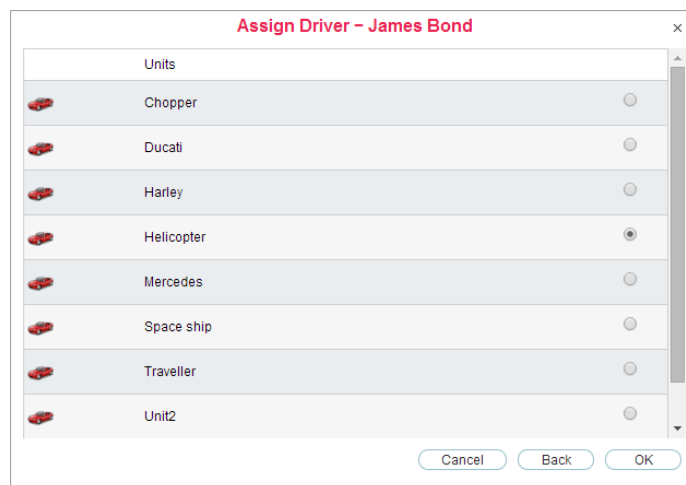 Assign Driver – James Bond
×
Units
Chopper
Ducati
Harley
Helicopter
Mercedes
Space ship
Traveller
Unit2
Cancel Back OK